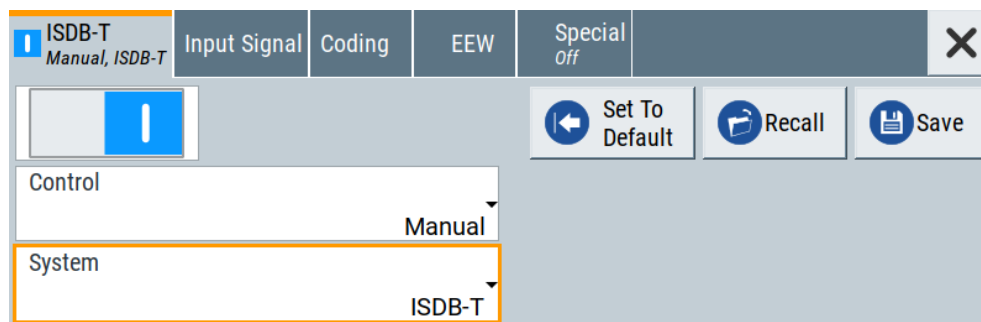 ISDB-T
Manual, ISDB-T
Input Signal
Coding
EEW
Special
Off
Set To
Default
Recall
Save
Control
Manual
System
ISDB-T